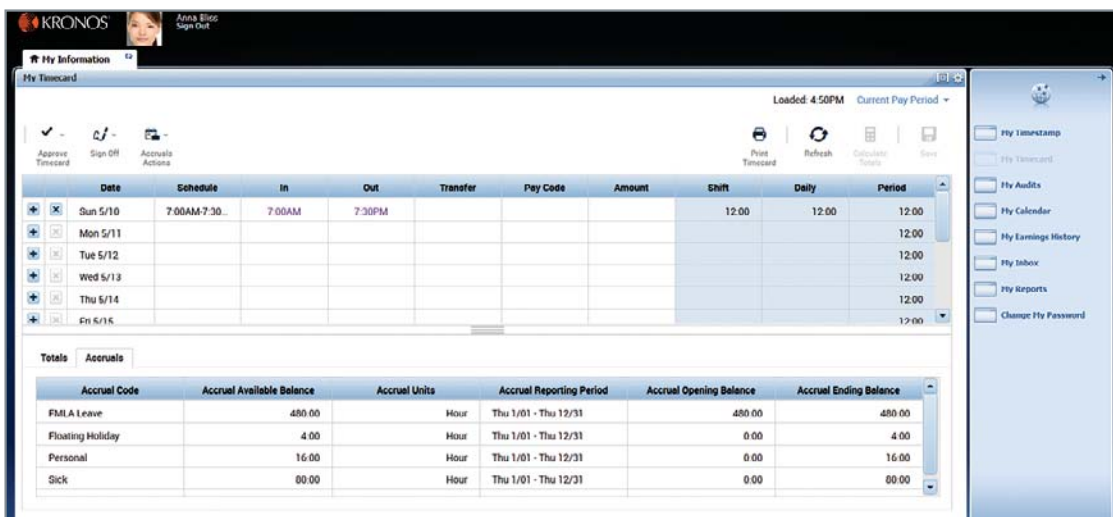 KRONOS
Anna Bliss
Sign Out
My Information
My Timecard
Loaded: 4:50PM Current Pay Period
Approve Timecard
Sign Off
Accruals Actions
Print Timecard
Refresh
Calculate Totals
Save
Date Schedule In Out Transfer Pay Code Amount Shift Daily Period
Sun 5/10 7:00AM-7:30... 7:00AM 7:30PM 12:00 12:00 12:00
Mon 5/11 12:00
Tue 5/12 12:00
Wed 5/13 12:00
Thu 5/14 12:00
Fri 5/15 12:00
Totals Accruals
Accrual Code Accrual Available Balance Accrual Units Accrual Reporting Period Accrual Opening Balance Accrual Ending Balance
FMLA Leave 480:00 Hour Thu 1/01 - Thu 12/31 480:00 480:00
Floating Holiday 4:00 Hour Thu 1/01 - Thu 12/31 0:00 4:00
Personal 16:00 Hour Thu 1/01 - Thu 12/31 0:00 16:00
Sick 80:00 Hour Thu 1/01 - Thu 12/31 0:00 80:00
My Timestamp
My Timecard
My Audits
My Calendar
My Earnings History
My Inbox
My Reports
Change My Password